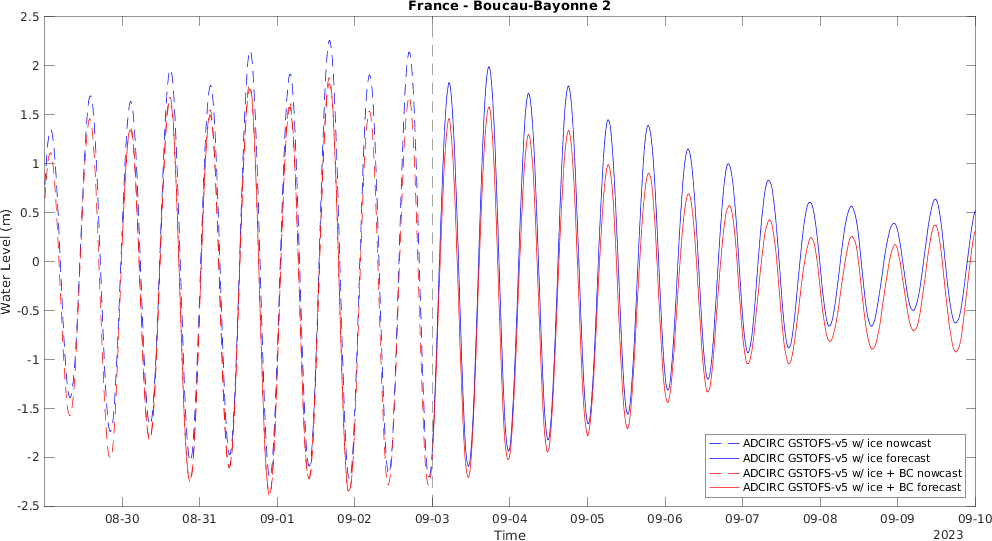 France - Boucau-Bayonne 2
2.5
2
1.5
1
0.5
0
-0.5
-1
-1.5
-2
-2.5
Water Level (m)
ADCIRC GSTOFS-v5 w/ ice nowcast
ADCIRC GSTOFS-v5 w/ ice forecast
ADCIRC GSTOFS-v5 w/ ice + BC nowcast
ADCIRC GSTOFS-v5 w/ ice + BC forecast
08-30 08-31 09-01 09-02 09-03 09-04 09-05 09-06 09-07 09-08 09-09 09-10
Time
2023